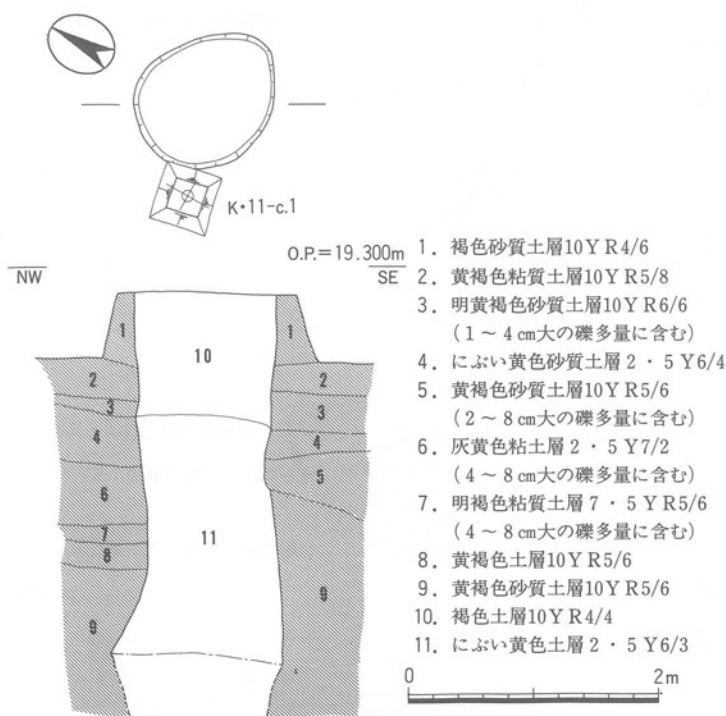 K•11-c.1
O.P.=19.300m
NW
SE
1. 褐色砂質土層10YR4/6
2. 黄褐色粘質土層10YR5/8
3. 明黄褐色砂質土層10YR6/6
(1～4cm大の礫多量に含む)
4. にぶい黄色砂質土層2・5Y6/4
5. 黄褐色砂質土層10YR5/6
(2～8cm大の礫多量に含む)
6. 灰黄色粘土層2・5Y7/2
(4～8cm大の礫多量に含む)
7. 明褐色粘質土層7・5YR5/6
(4～8cm大の礫多量に含む)
8. 黄褐色土層10YR5/6
9. 黄褐色砂質土層10YR5/6
10. 褐色土層10YR4/4
11. にぶい黄色土層2・5Y6/3
1
10
1
2
2
3
3
4
4
5
6
7
11
8
9
9
0
2m